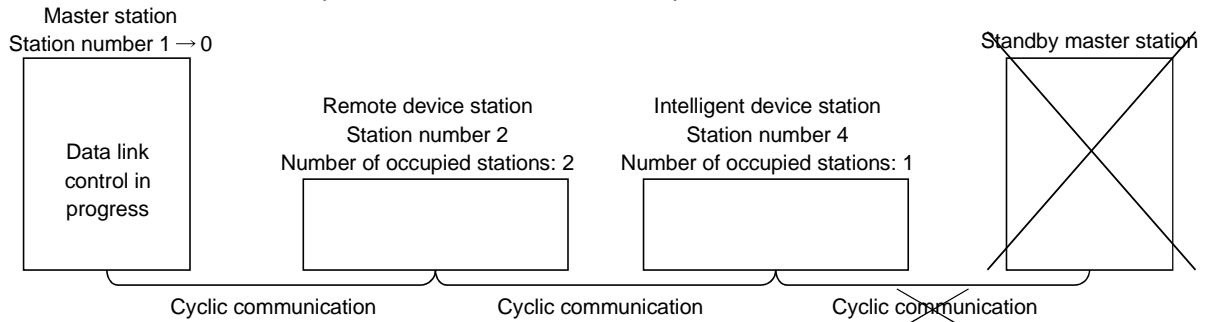 Master station
Station number 1 → 0
Data link
control in
progress
Remote device station
Station number 2
Number of occupied stations: 2
Intelligent device station
Station number 4
Number of occupied stations: 1
Standby master station
Cyclic communication
Cyclic communication
Cyclic communication